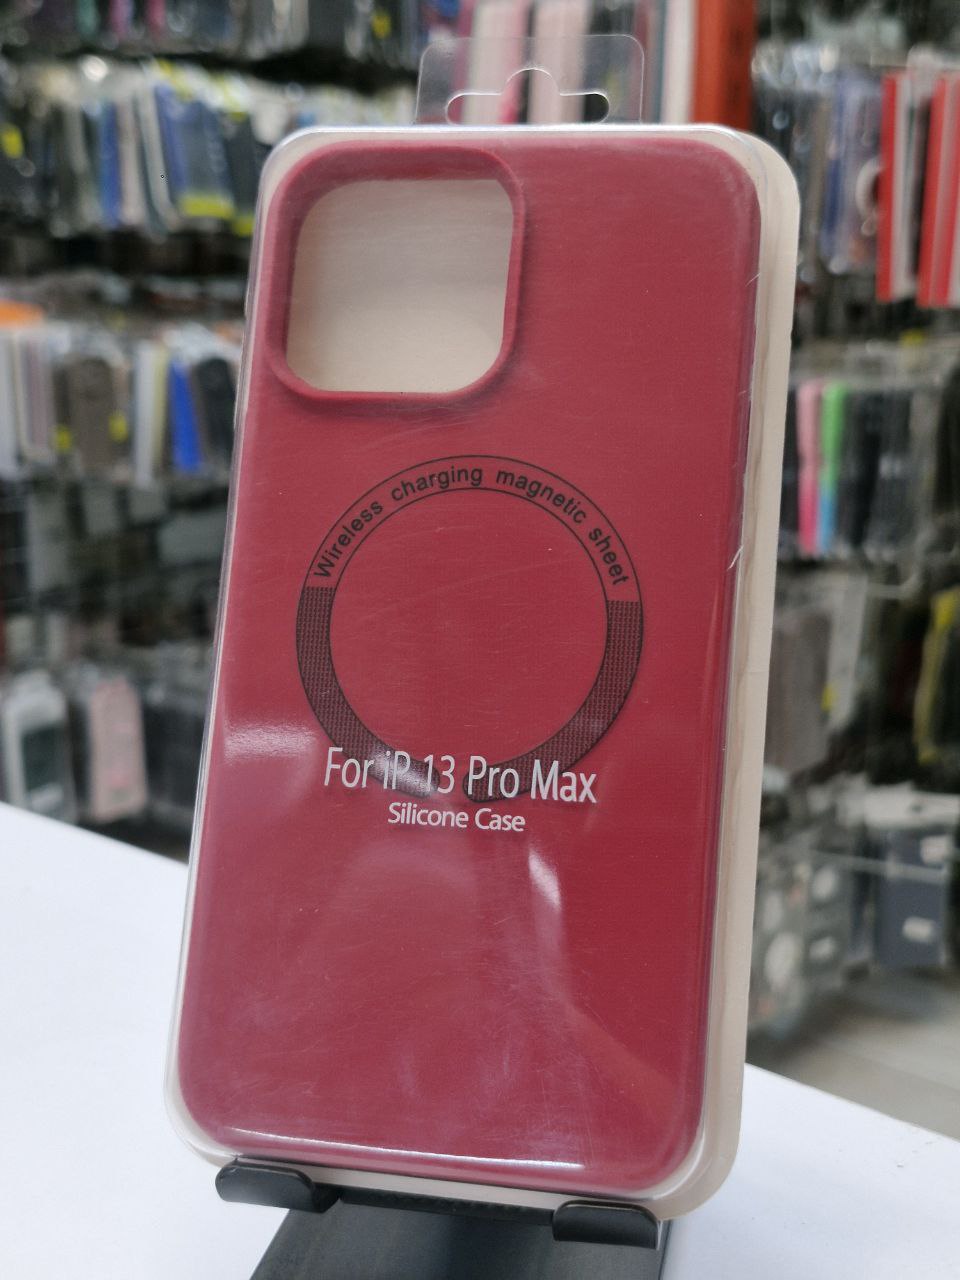 Wireless charging magnetic sheet
For iP 13 Pro Max
Silicone Case